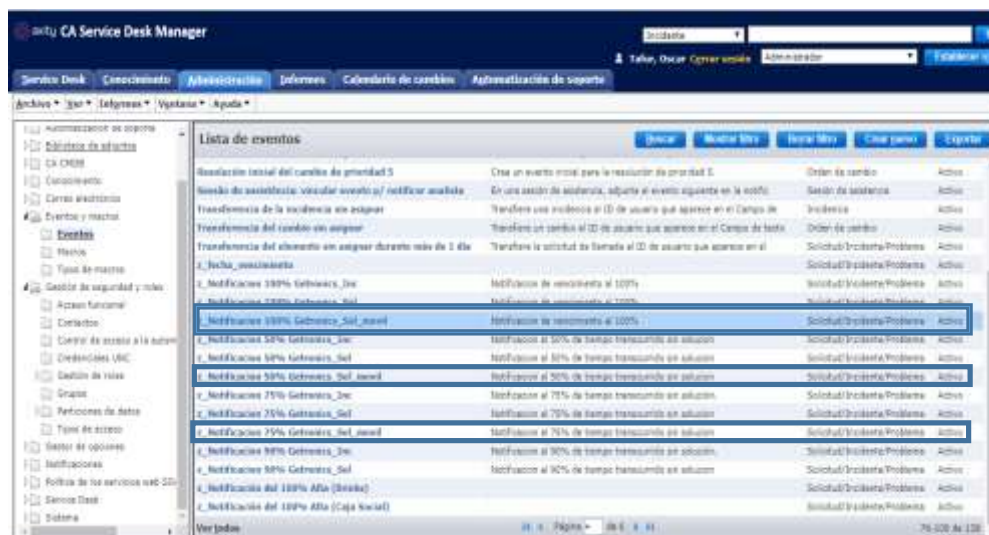 axity CA Service Desk Manager
Incidente
Tafur, Oscar Cerrar sesión Administrador Establecer
Service Desk Conocimiento Administración Informes Calendario de cambios Automatización de soporte
Archivo Ver Informes Ventana Ayuda
Automatización de soporte
Biblioteca de adjuntos
CA CMDB
Conocimiento
Correo electrónico
Eventos y macros
Eventos
Macros
Tipos de macros
Gestión de seguridad y roles
Acceso funcional
Contactos
Control de acceso a la autom
Credenciales UNC
Gestión de roles
Grupos
Particiones de datos
Tipos de acceso
Gestor de opciones
Notificaciones
Política de los servicios web
Service Desk
Sistema
Lista de eventos
Buscar Mostrar filtro Borrar filtro Crear nuevo Exportar
Resolución inicial del cambio de prioridad 5 Crea un evento inicial para la resolución de prioridad 5 Orden de cambio Activo
Sesión de asistencia: vincular evento p/ notificar analista En una sesión de asistencia, adjunte el evento siguiente en la notific Sesión de asistencia Activo
Transferencia de la incidencia sin asignar Transfiere una incidencia al ID de usuario que aparece en el Campo de Incidencia Activo
Transferencia del cambio sin asignar Transfiere un cambio al ID de usuario que aparece en el Campo de texto Orden de cambio Activo
Transferencia del elemento sin asignar durante más de 1 día Transfiere la solicitud de llamada al ID de usuario que aparece en el Solicitud/Incidente/Problema Activo
z_fecha_vencimiento Solicitud/Incidente/Problema Activo
z_Notificacion 100% Getronics_Inc Notificacion de vencimiento al 100% Solicitud/Incidente/Problema Activo
z_Notificacion 100% Getronics_Sol Notificacion de vencimiento al 100% Solicitud/Incidente/Problema Activo
z_Notificacion 100% Getronics_Sol_movil Notificacion de vencimiento al 100% Solicitud/Incidente/Problema Activo
z_Notificacion 50% Getronics_Inc Notificacion al 50% de tiempo transcurrido sin solucion Solicitud/Incidente/Problema Activo
z_Notificacion 50% Getronics_Sol Notificacion al 50% de tiempo transcurrido sin solucion Solicitud/Incidente/Problema Activo
z_Notificacion 50% Getronics_Sol_movil Notificacion al 50% de tiempo transcurrido sin solucion Solicitud/Incidente/Problema Activo
z_Notificacion 75% Getronics_Inc Notificacion al 75% de tiempo transcurrido sin solucion. Solicitud/Incidente/Problema Activo
z_Notificacion 75% Getronics_Sol Notificacion al 75% de tiempo transcurrido sin solucion Solicitud/Incidente/Problema Activo
z_Notificacion 75% Getronics_Sol_movil Notificacion al 75% de tiempo transcurrido sin solucion Solicitud/Incidente/Problema Activo
z_Notificacion 90% Getronics_Inc Notificacion al 90% de tiempo transcurrido sin solucion. Solicitud/Incidente/Problema Activo
z_Notificacion 90% Getronics_Sol Notificacion al 90% de tiempo transcurrido sin solucion Solicitud/Incidente/Problema Activo
z_Notificación del 100% Alta Solicitud/Incidente/Problema Activo
z_Notificación del 100% Alta (Caja Social) Solicitud/Incidente/Problema Activo
Ver todas Página de 6 76-100 de